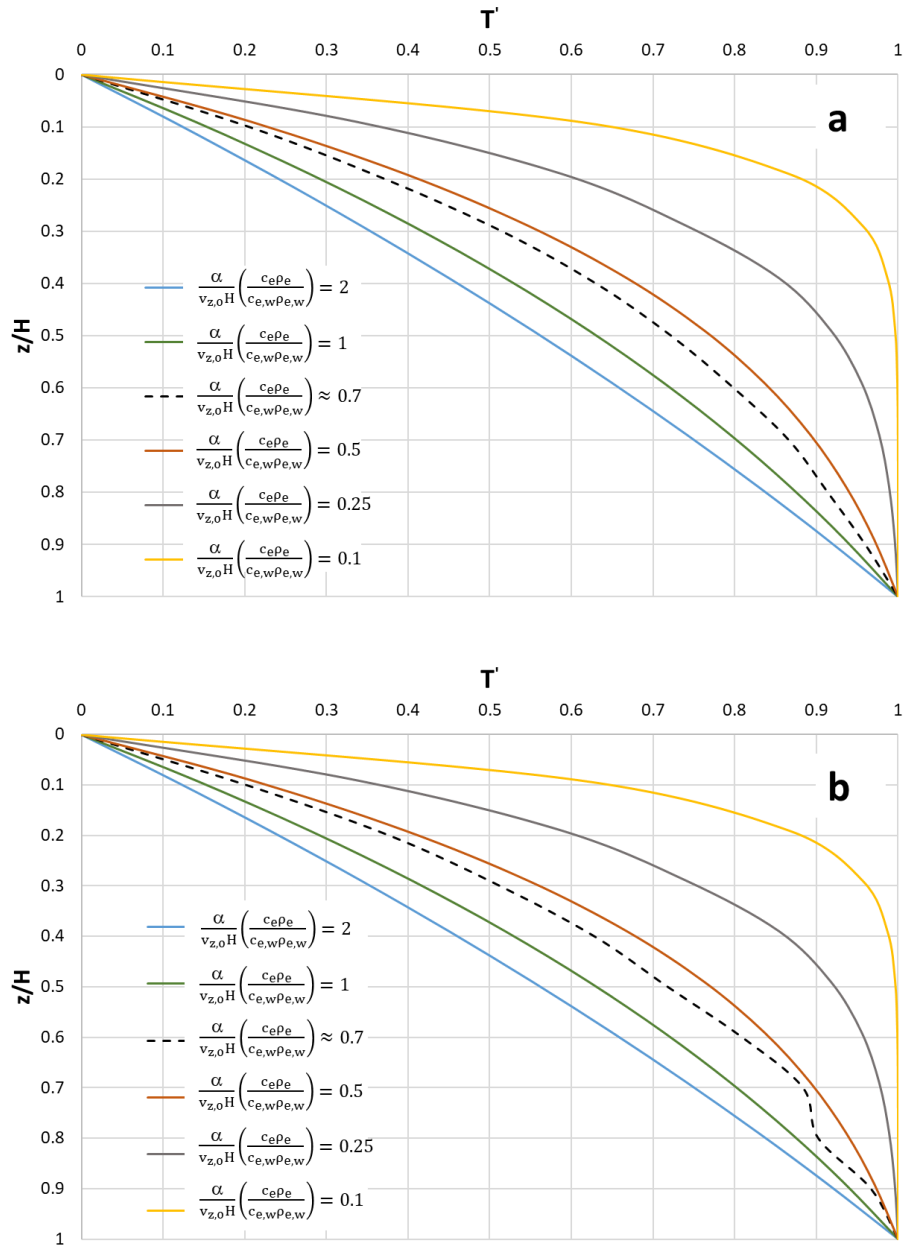 T'
0 0.1 0.2 0.3 0.4 0.5 0.6 0.7 0.8 0.9 1
0
0.1
a
0.2
0.3
0.4
z/H
0.5
0.6
0.7
0.8
0.9
1
α/(v_z,o H) (c_e ρ_e / c_e,w ρ_e,w) = 2
α/(v_z,o H) (c_e ρ_e / c_e,w ρ_e,w) = 1
α/(v_z,o H) (c_e ρ_e / c_e,w ρ_e,w) ≈ 0.7
α/(v_z,o H) (c_e ρ_e / c_e,w ρ_e,w) = 0.5
α/(v_z,o H) (c_e ρ_e / c_e,w ρ_e,w) = 0.25
α/(v_z,o H) (c_e ρ_e / c_e,w ρ_e,w) = 0.1
T'
0 0.1 0.2 0.3 0.4 0.5 0.6 0.7 0.8 0.9 1
0
0.1
b
0.2
0.3
0.4
z/H
0.5
0.6
0.7
0.8
0.9
1
α/(v_z,o H) (c_e ρ_e / c_e,w ρ_e,w) = 2
α/(v_z,o H) (c_e ρ_e / c_e,w ρ_e,w) = 1
α/(v_z,o H) (c_e ρ_e / c_e,w ρ_e,w) ≈ 0.7
α/(v_z,o H) (c_e ρ_e / c_e,w ρ_e,w) = 0.5
α/(v_z,o H) (c_e ρ_e / c_e,w ρ_e,w) = 0.25
α/(v_z,o H) (c_e ρ_e / c_e,w ρ_e,w) = 0.1